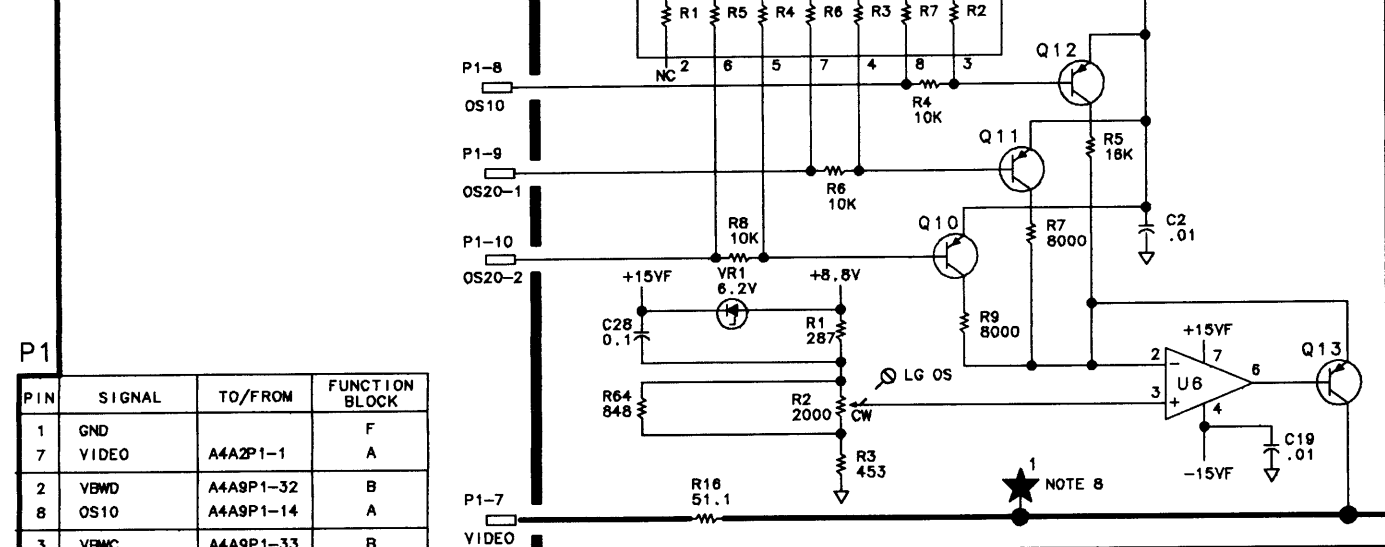 R1 R5 R4 R6 R3 R7 R2
NC 2 6 5 7 4 8 3
Q12
P1-8
OS10
R4
10K
Q11
R5
16K
P1-9
OS20-1
R6
10K
Q10
R7
8000
C2
.01
P1-10
OS20-2
R8
10K
+15VF
VR1
6.2V
+8.8V
C28
0.1
R1
287
R9
8000
+15VF
2 - 7
U6 6
3 + 4
Q13
LG OS
R64
848
R2
2000
CW
C19
.01
-15VF
R3
453
P1-7
VIDEO
R16
51.1
1
NOTE 8
P1
PIN SIGNAL TO/FROM FUNCTION BLOCK
1 GND F
7 VIDEO A4A2P1-1 A
2 VBWD A4A9P1-32 B
8 OS10 A4A9P1-14 A
3 VBWC A4A9P1-33 B